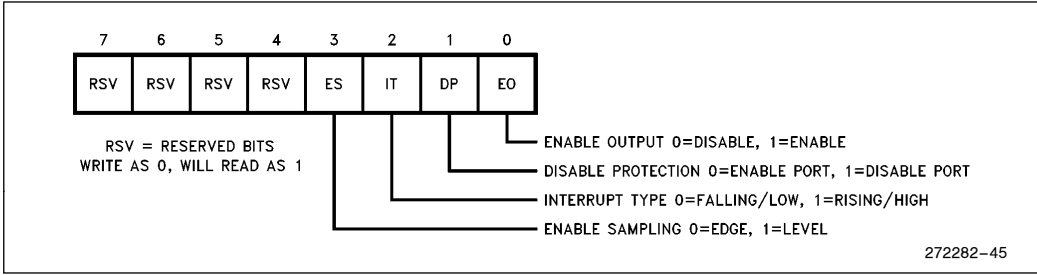 7 6 5 4 3 2 1 0
RSV RSV RSV RSV ES IT DP EO
RSV = RESERVED BITS
WRITE AS 0, WILL READ AS 1
ENABLE OUTPUT 0=DISABLE, 1=ENABLE
DISABLE PROTECTION 0=ENABLE PORT, 1=DISABLE PORT
INTERRUPT TYPE 0=FALLING/LOW, 1=RISING/HIGH
ENABLE SAMPLING 0=EDGE, 1=LEVEL
272282-45